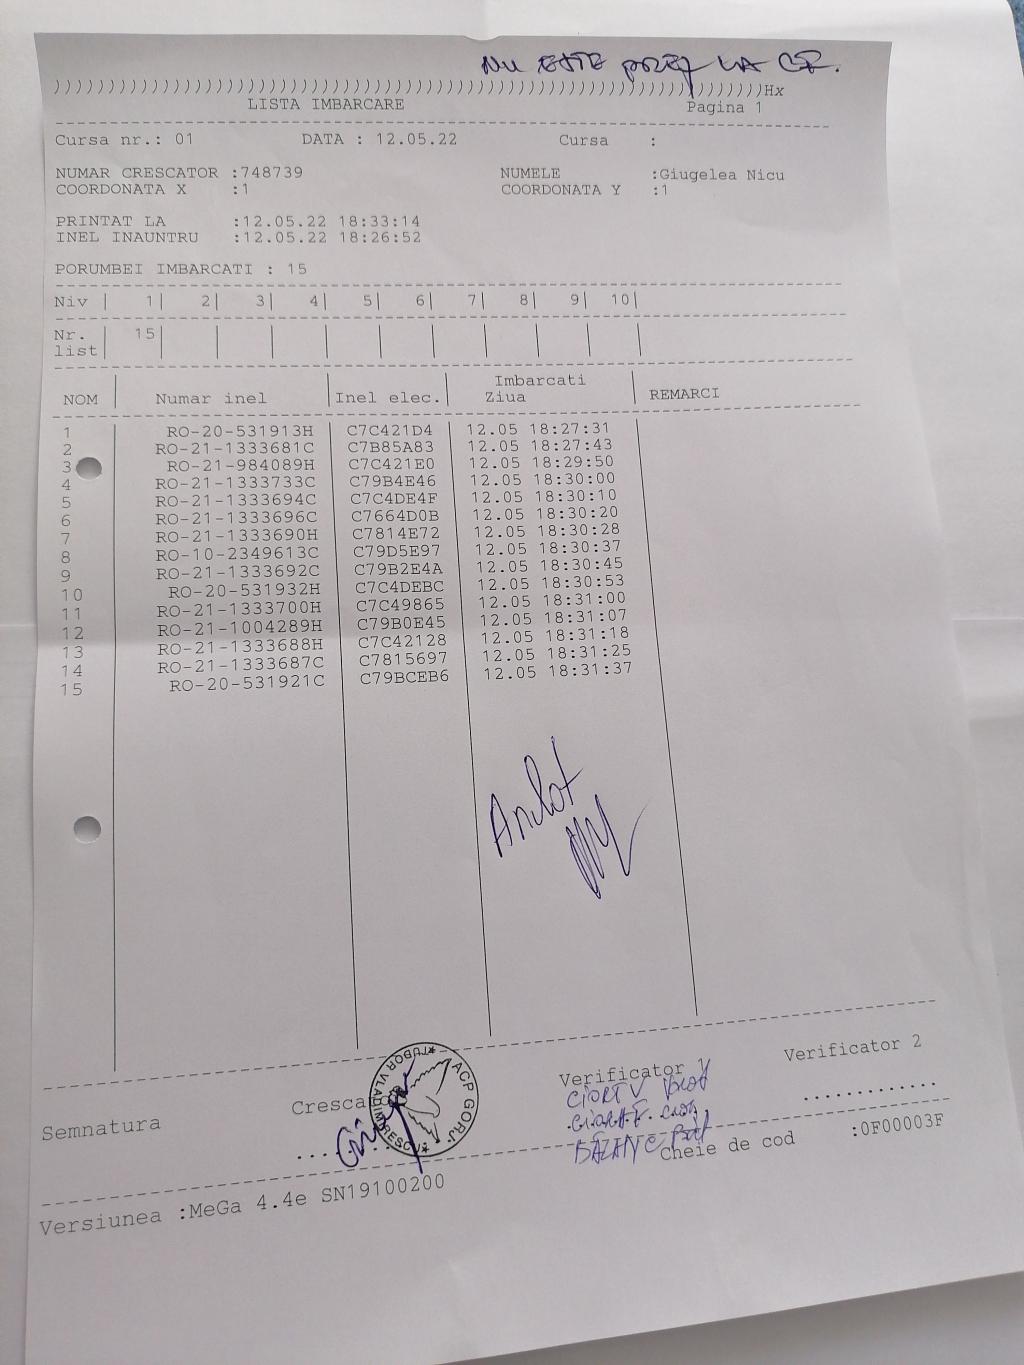 NU ESTE LA
))))))))))))))))))))))))))))))))))))))))))))))))))))))))))))))))))))))))))))))Hx
LISTA IMBARCARE Pagina 1
Cursa nr.: 01 DATA : 12.05.22 Cursa :
NUMAR CRESCATOR :748739 NUMELE :Giugelea Nicu
COORDONATA X :1 COORDONATA Y :1
PRINTAT LA :12.05.22 18:33:14
INEL INAUNTRU :12.05.22 18:26:52
PORUMBEI IMBARCATI : 15
Niv | 1| 2| 3| 4| 5| 6| 7| 8| 9| 10|
Nr. | 15| | | | | | | | | |
list| | | | | | | | | | |
Imbarcati
NOM Numar inel Inel elec. Ziua REMARCI
1 RO-20-531913H C7C421D4 12.05 18:27:31
2 RO-21-1333681C C7B85A83 12.05 18:27:43
3 RO-21-984089H C7C421E0 12.05 18:29:50
4 RO-21-1333733C C79B4E46 12.05 18:30:00
5 RO-21-1333694C C7C4DE4F 12.05 18:30:10
6 RO-21-1333696C C7664D0B 12.05 18:30:20
7 RO-21-1333690H C7814E72 12.05 18:30:28
8 RO-10-2349613C C79D5E97 12.05 18:30:37
9 RO-21-1333692C C79B2E4A 12.05 18:30:45
10 RO-20-531932H C7C4DEBC 12.05 18:30:53
11 RO-21-1333700H C7C49865 12.05 18:31:00
12 RO-21-1004289H C79B0E45 12.05 18:31:07
13 RO-21-1333688H C7C42128 12.05 18:31:18
14 RO-21-1333687C C7815697 12.05 18:31:25
15 RO-20-531921C C79BCEB6 12.05 18:31:37
Semnatura Cresca Verificator 1 Verificator 2
ACP GORJ
TUDOR VLADIMIRESCU
CIORTV
Cheie de cod :0F00003F
Versiunea :MeGa 4.4e SN19100200